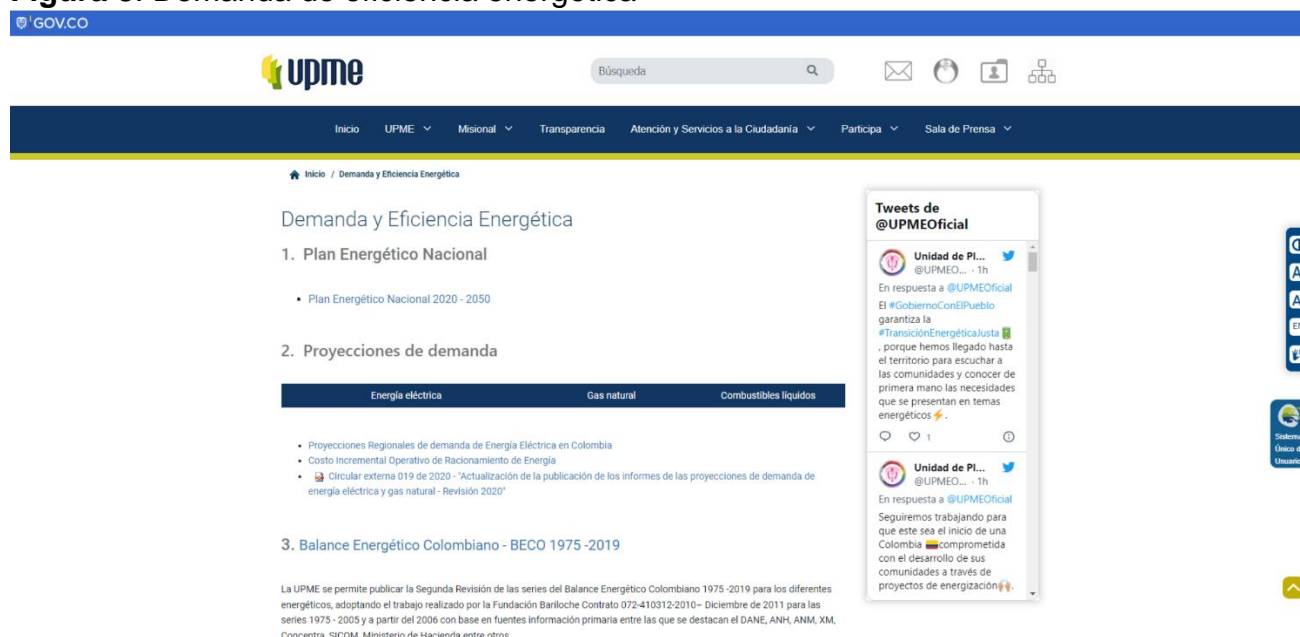 GOV.CO
upme
Búsqueda
Inicio UPME Misional Transparencia Atención y Servicios a la Ciudadanía Participa Sala de Prensa
Inicio / Demanda y Eficiencia Energética
Demanda y Eficiencia Energética
1. Plan Energético Nacional
• Plan Energético Nacional 2020 - 2050
2. Proyecciones de demanda
Energía eléctrica Gas natural Combustibles líquidos
• Proyecciones Regionales de demanda de Energía Eléctrica en Colombia
• Costo Incremental Operativo de Racionamiento de Energía
• Circular externa 019 de 2020 - "Actualización de la publicación de los informes de las proyecciones de demanda de
energía eléctrica y gas natural - Revisión 2020"
3. Balance Energético Colombiano - BECO 1975 -2019
La UPME se permite publicar la Segunda Revisión de las series del Balance Energético Colombiano 1975 -2019 para los diferentes
energéticos, adoptando el trabajo realizado por la Fundación Bariloche Contrato 072-410312-2010– Diciembre de 2011 para las
series 1975 - 2005 y a partir del 2006 con base en fuentes información primaria entre las que se destacan el DANE, ANH, ANM, XM,
Concentra, SICOM, Ministerio de Hacienda entre otros
Tweets de
@UPMEOficial
Unidad de Pl...
@UPMEO... · 1h
En respuesta a @UPMEOficial
El #GobiernoConElPueblo
garantiza la
#TransiciónEnergéticaJusta
, porque hemos llegado hasta
el territorio para escuchar a
las comunidades y conocer de
primera mano las necesidades
que se presentan en temas
energéticos ⚡.
1
Unidad de Pl...
@UPMEO... · 1h
En respuesta a @UPMEOficial
Seguiremos trabajando para
que este sea el inicio de una
Colombia 🇨🇴comprometida
con el desarrollo de sus
comunidades a través de
proyectos de energización.
A
A
Sistema
Único d
Usuario